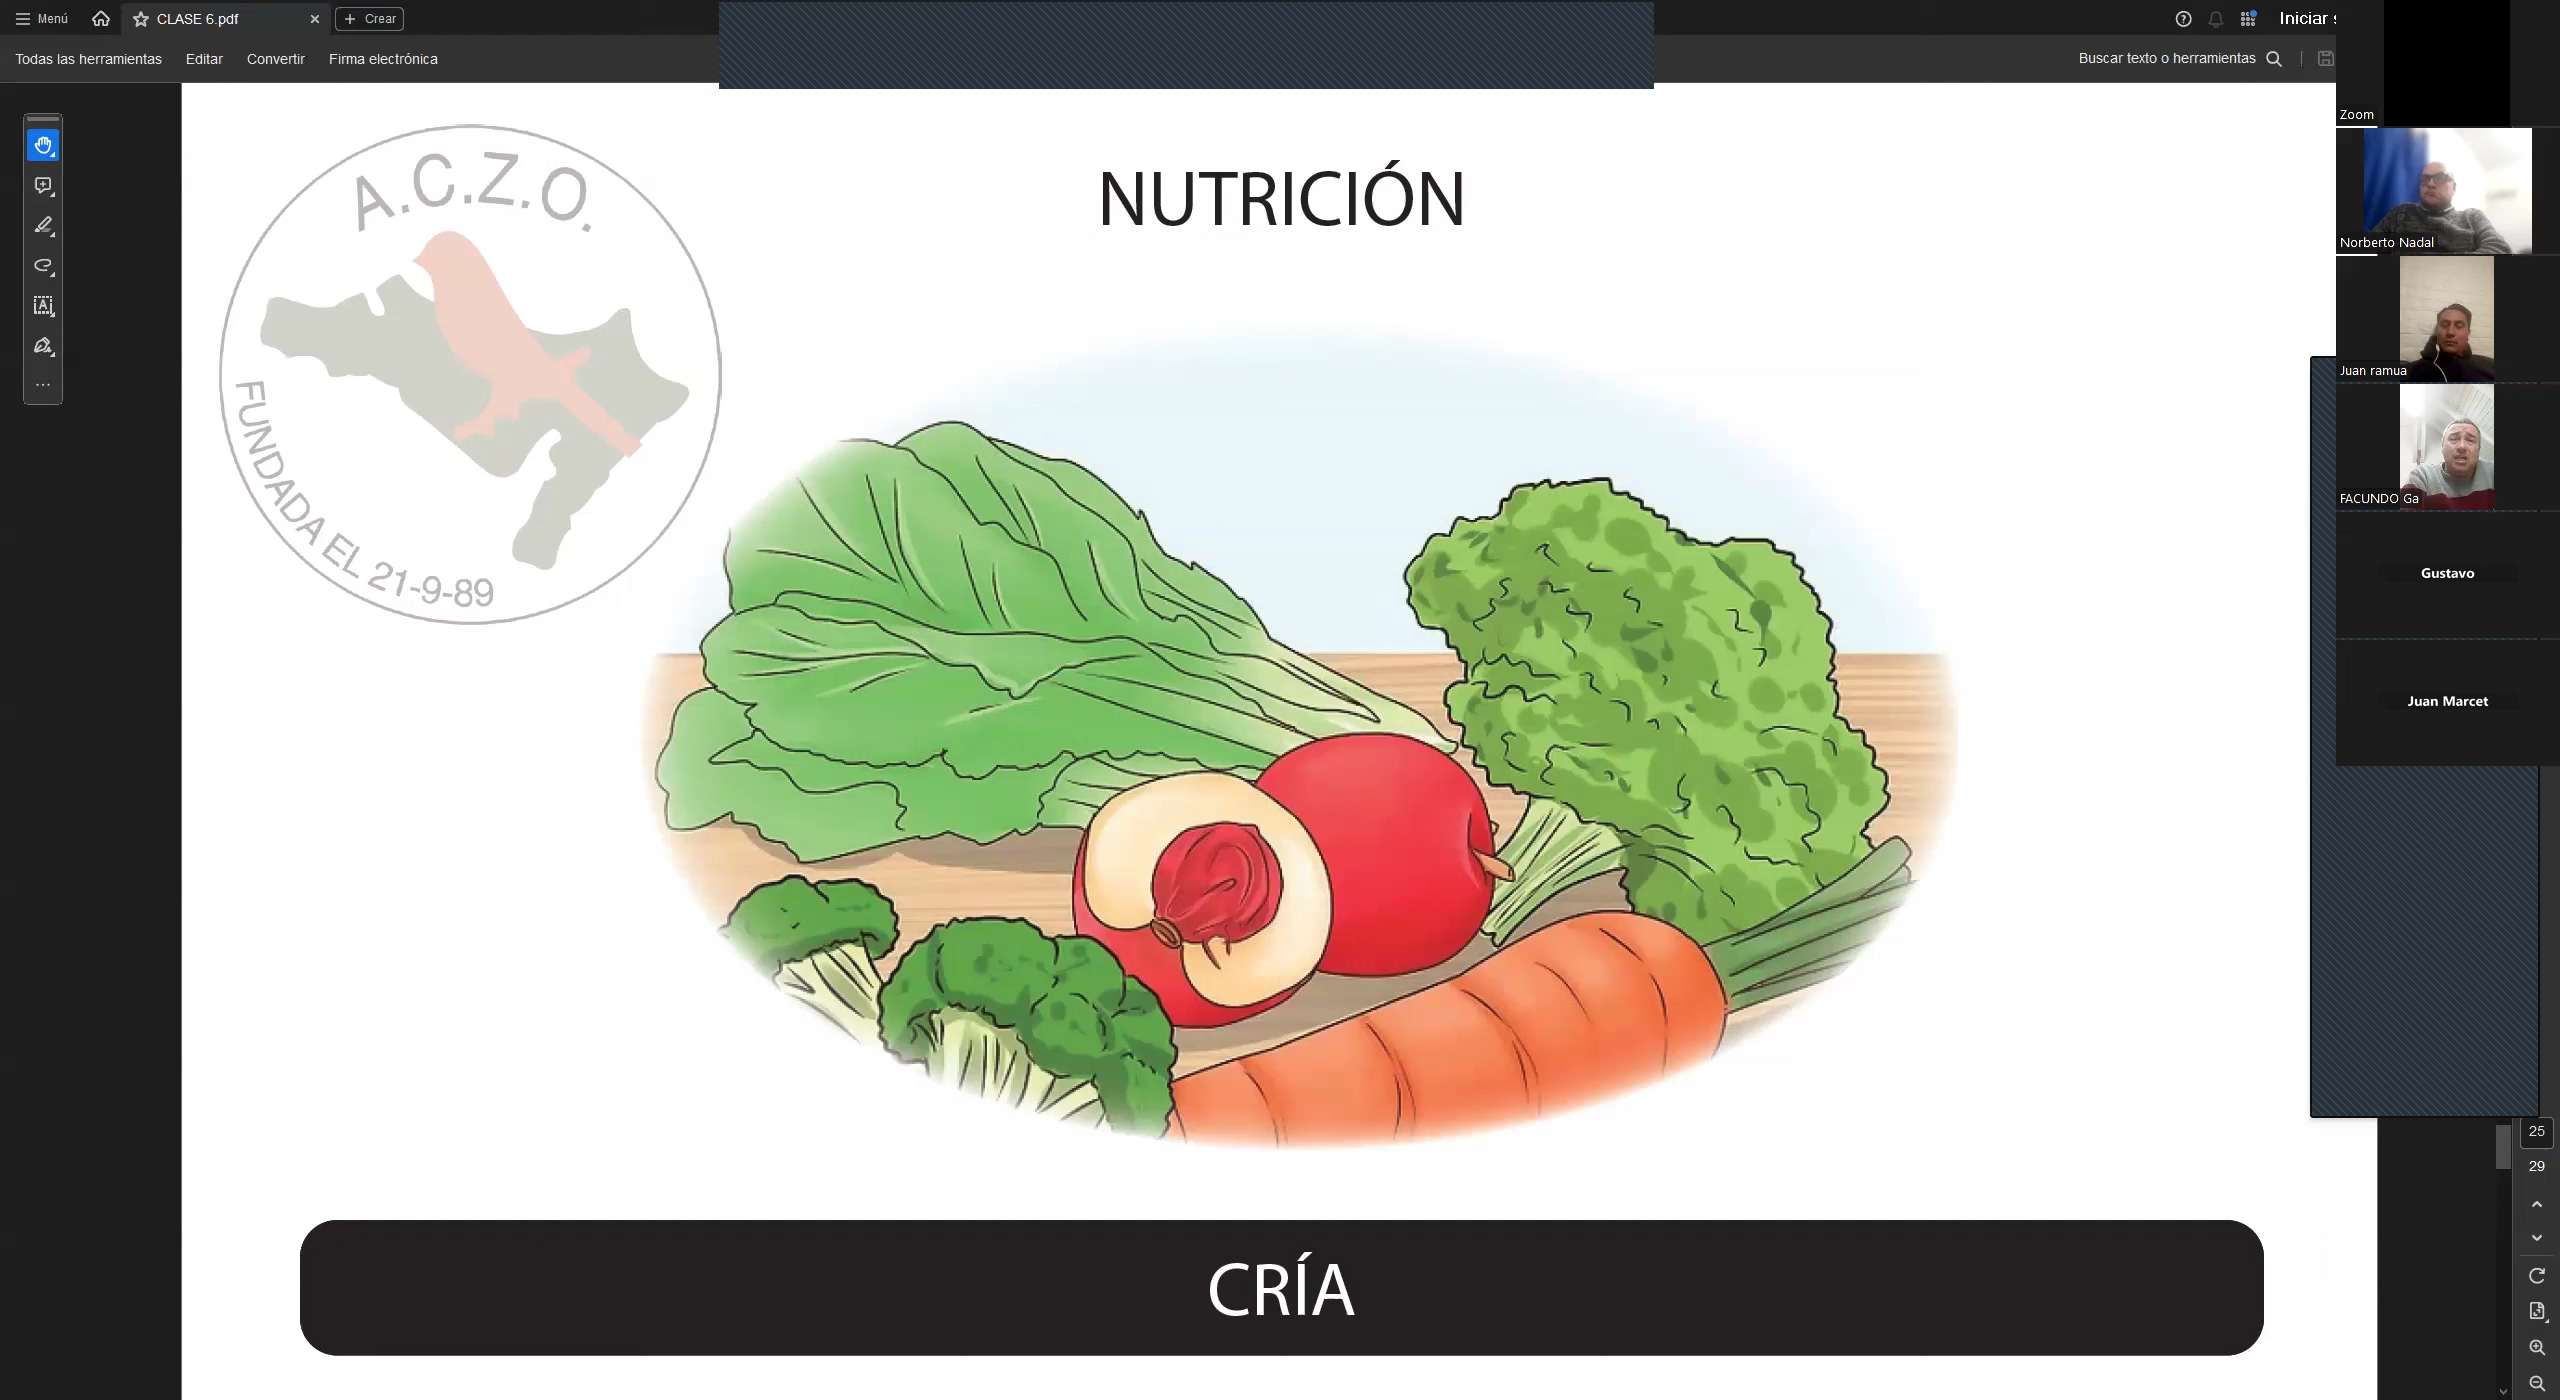 Menú
CLASE 6.pdf
Crear
Todas las herramientas
Editar
Convertir
Firma electrónica
Buscar texto o herramientas
Zoom
Norberto Nadal
Juan ramua
FACUNDO Ga
Gustavo
Juan Marcet
A.C.Z.O.
FUNDADA EL 21-9-89
NUTRICIÓN
CRÍA
25
29